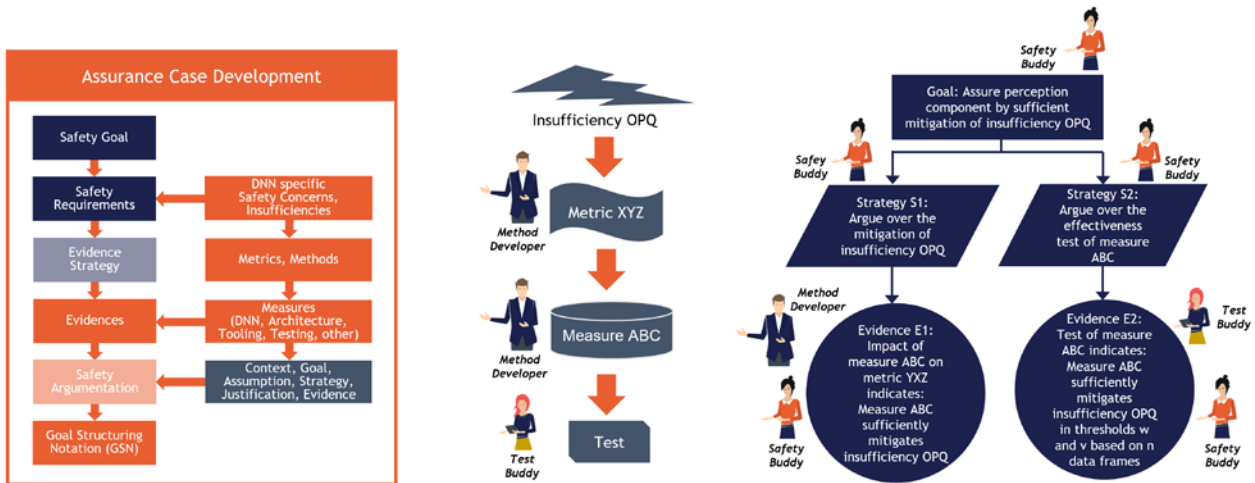 Assurance Case Development
Safety Goal
Safety
Requirements
Evidence
Strategy
Evidences
Safety
Argumentation
Goal Structuring
Notation (GSN)
DNN specific
Safety Concerns,
Insufficiencies
Metrics, Methods
Measures
(DNN, Architecture,
Tooling, Testing, other)
Context, Goal,
Assumption, Strategy,
Justification, Evidence
Insufficiency OPQ
Metric XYZ
Method
Developer
Measure ABC
Method
Developer
Test
Test
Buddy
Safety
Buddy
Goal: Assure perception
component by sufficient
mitigation of insufficiency OPQ
Safey
Buddy
Safety
Buddy
Strategy S1:
Argue over the
mitigation of
insufficiency OPQ
Strategy S2:
Argue over the
effectiveness
test of measure
ABC
Method
Developer
Evidence E1:
Impact of
measure ABC on
metric YXZ
indicates:
Measure ABC
sufficiently
mitigates
insufficiency OPQ
Safety
Buddy
Evidence E2:
Test of measure
ABC indicates:
Measure ABC
sufficiently
mitigates
insufficiency OPQ
in thresholds w
and v based on n
data frames
Test
Buddy
Safety
Buddy